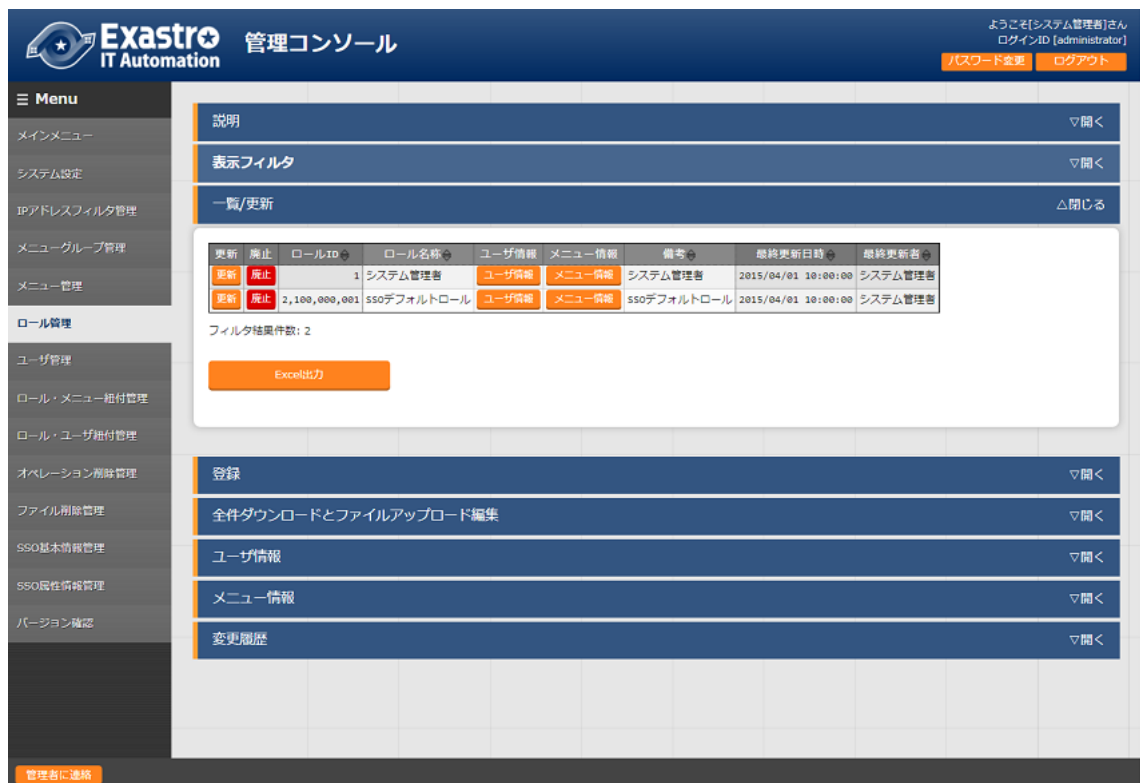 Exastro
IT Automation
管理コンソール
ようこそ[システム管理者]さん
ログインID [administrator]
パスワード変更 ログアウト
☰ Menu
メインメニュー
システム設定
IPアドレスフィルタ管理
メニューグループ管理
メニュー管理
ロール管理
ユーザ管理
ロール・メニュー紐付管理
ロール・ユーザ紐付管理
オペレーション削除管理
ファイル削除管理
SSO基本情報管理
SSO属性情報管理
バージョン確認
説明 ▽開く
表示フィルタ ▽開く
一覧/更新 △閉じる
更新 廃止 ロールID ロール名称 ユーザ情報 メニュー情報 備考 最終更新日時 最終更新者
更新 廃止 1 システム管理者 ユーザ情報 メニュー情報 システム管理者 2015/04/01 10:00:00 システム管理者
更新 廃止 2,100,000,001 SSOデフォルトロール ユーザ情報 メニュー情報 SSOデフォルトロール 2015/04/01 10:00:00 システム管理者
フィルタ結果件数: 2
Excel出力
登録 ▽開く
全件ダウンロードとファイルアップロード編集 ▽開く
ユーザ情報 ▽開く
メニュー情報 ▽開く
変更履歴 ▽開く
管理者に連絡